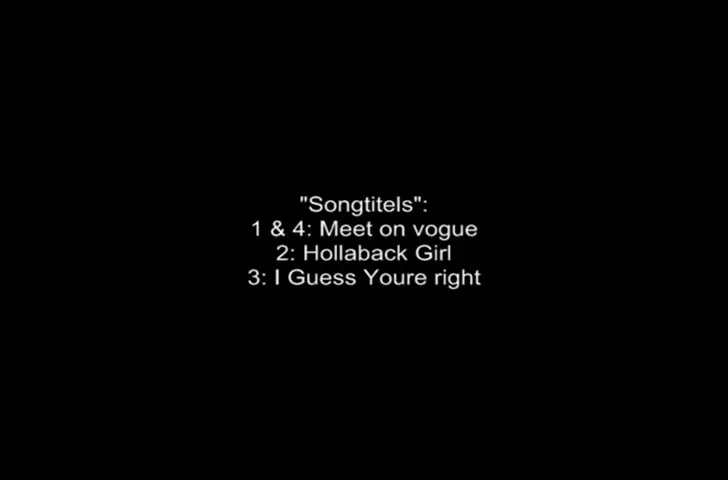 "Songtitels":
1 & 4: Meet on vogue
2: Hollaback Girl
3: I Guess Youre right